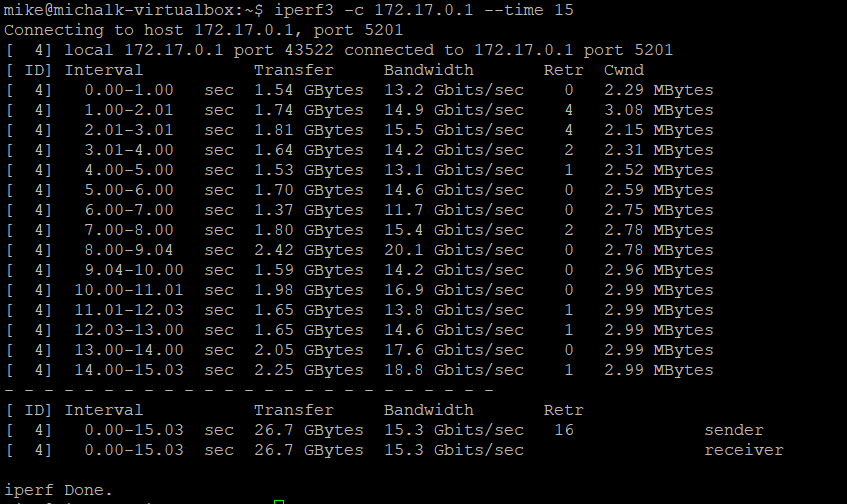 mike@michalk-virtualbox:~$ iperf3 -c 172.17.0.1 --time 15
Connecting to host 172.17.0.1, port 5201
[  4] local 172.17.0.1 port 43522 connected to 172.17.0.1 port 5201
[ ID] Interval           Transfer     Bandwidth       Retr  Cwnd
[  4]   0.00-1.00   sec  1.54 GBytes  13.2 Gbits/sec    0   2.29 MBytes
[  4]   1.00-2.01   sec  1.74 GBytes  14.9 Gbits/sec    4   3.08 MBytes
[  4]   2.01-3.01   sec  1.81 GBytes  15.5 Gbits/sec    4   2.15 MBytes
[  4]   3.01-4.00   sec  1.64 GBytes  14.2 Gbits/sec    2   2.31 MBytes
[  4]   4.00-5.00   sec  1.53 GBytes  13.1 Gbits/sec    1   2.52 MBytes
[  4]   5.00-6.00   sec  1.70 GBytes  14.6 Gbits/sec    0   2.59 MBytes
[  4]   6.00-7.00   sec  1.37 GBytes  11.7 Gbits/sec    0   2.75 MBytes
[  4]   7.00-8.00   sec  1.80 GBytes  15.4 Gbits/sec    2   2.78 MBytes
[  4]   8.00-9.04   sec  2.42 GBytes  20.1 Gbits/sec    0   2.78 MBytes
[  4]   9.04-10.00  sec  1.59 GBytes  14.2 Gbits/sec    0   2.96 MBytes
[  4]  10.00-11.01  sec  1.98 GBytes  16.9 Gbits/sec    0   2.99 MBytes
[  4]  11.01-12.03  sec  1.65 GBytes  13.8 Gbits/sec    1   2.99 MBytes
[  4]  12.03-13.00  sec  1.65 GBytes  14.6 Gbits/sec    1   2.99 MBytes
[  4]  13.00-14.00  sec  2.05 GBytes  17.6 Gbits/sec    0   2.99 MBytes
[  4]  14.00-15.03  sec  2.25 GBytes  18.8 Gbits/sec    1   2.99 MBytes
- - - - - - - - - - - - - - - - - - - - - - - - -
[ ID] Interval           Transfer     Bandwidth       Retr
[  4]   0.00-15.03  sec  26.7 GBytes  15.3 Gbits/sec   16             sender
[  4]   0.00-15.03  sec  26.7 GBytes  15.3 Gbits/sec                  receiver

iperf Done.